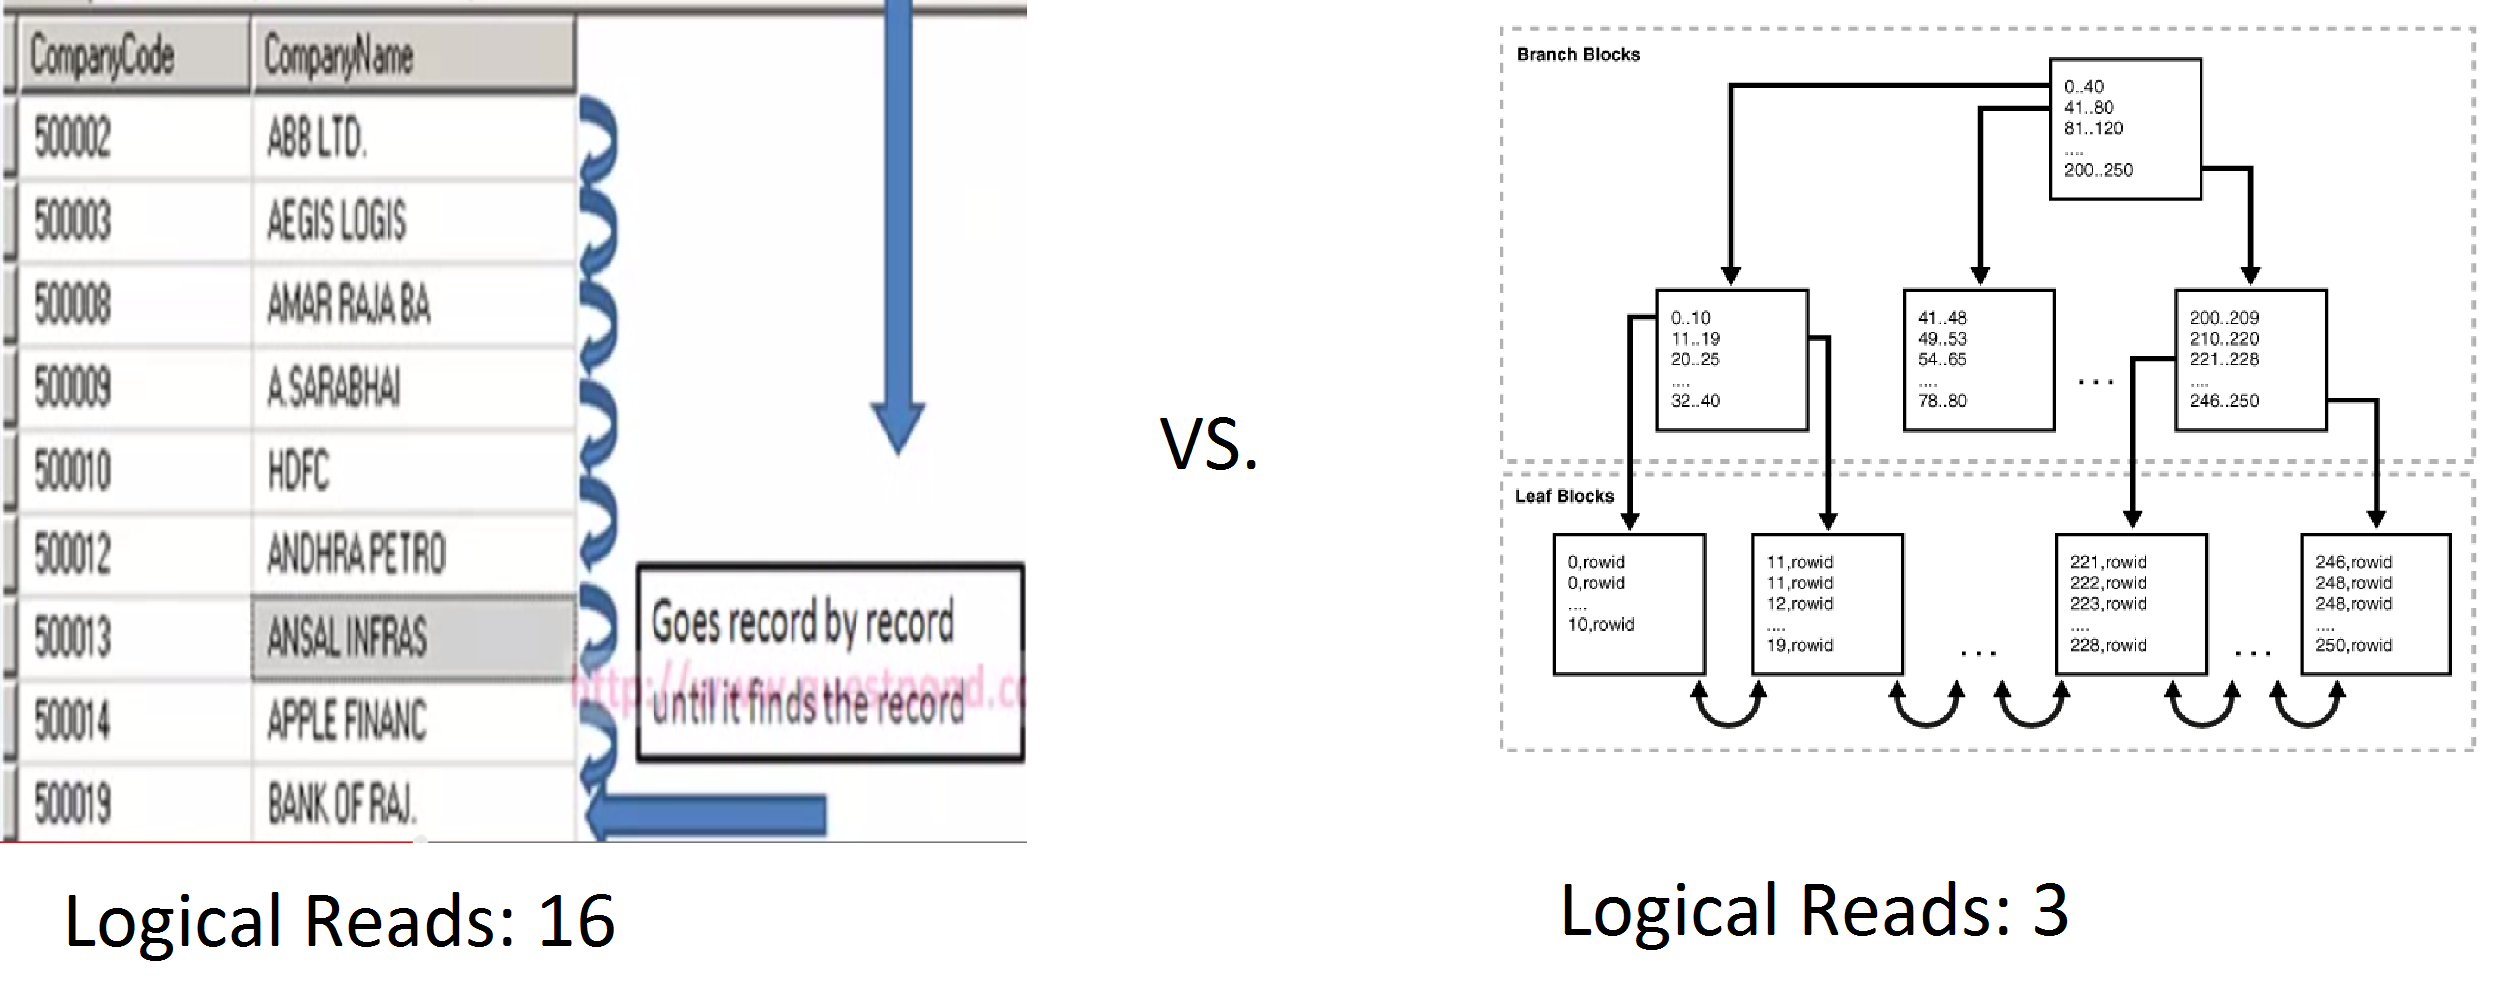 CompanyCode CompanyName
500002 ABB LTD.
500003 AEGIS LOGIS
500008 AMAR RAJA BA
500009 A.SARABHAI
500010 HDFC
500012 ANDHRA PETRO
500013 ANSAL INFRAS
500014 APPLE FINANC
500019 BANK OF RAJ.
Goes record by record
http://www.questpond.co
until it finds the record
Logical Reads: 16
VS.
Branch Blocks
0..40
41..80
81..120
....
200..250
0..10
11..19
20..25
....
32..40
41..48
49..53
54..65
....
78..80
...
200..209
210..220
221..228
....
246..250
Leaf Blocks
0,rowid
0,rowid
....
10,rowid
11,rowid
11,rowid
12,rowid
....
19,rowid
...
221,rowid
222,rowid
223,rowid
....
228,rowid
...
246,rowid
248,rowid
248,rowid
....
250,rowid
Logical Reads: 3